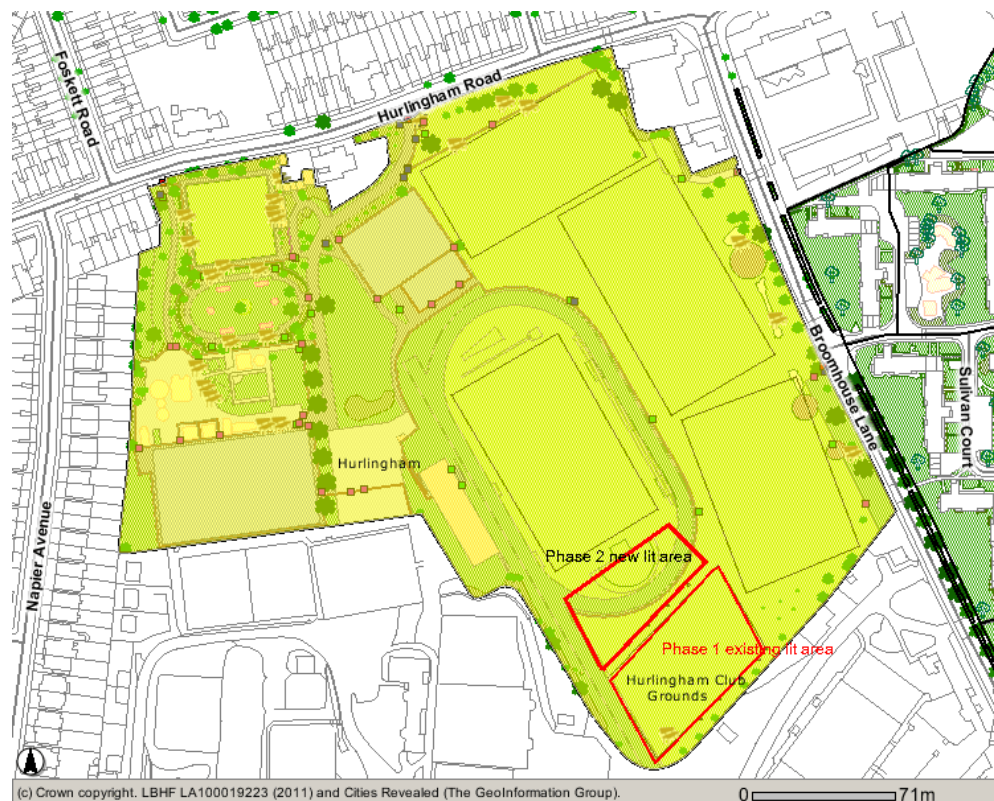 Foskett Road
Hurlingham Road
Broomhouse Lane
Sulivan Court
Hurlingham
Napier Avenue
Phase 2 new lit area
Phase 1 existing lit area
Hurlingham Club
Grounds
(c) Crown copyright. LBHF LA100019223 (2011) and Cities Revealed (The GeoInformation Group).
0 71m